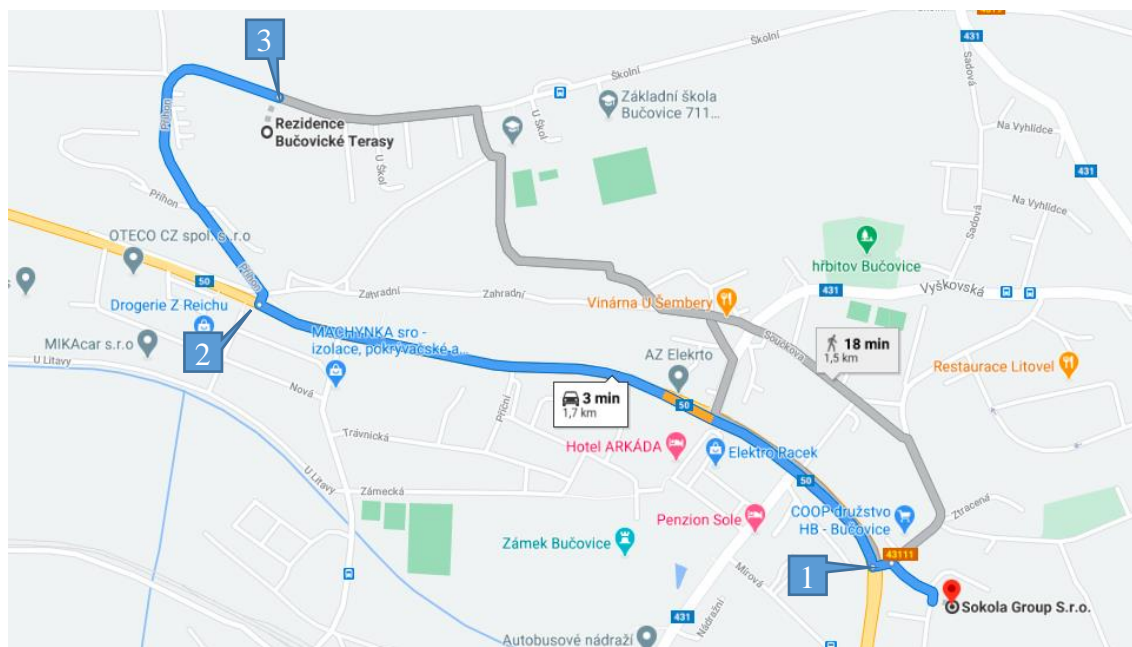 3
Školní
431
Sadová
Školní
Základní škola
Bučovice 711...
U Škol
Na Vyhlídce
431
Příhon
Rezidence
Bučovické Terasy
U Škol
Příhon
Na Vyhlídce
Sadová
OTECO CZ spol. s .r.o
hřbitov Bučovice
50
Příhon
Zahradní
Zahradní
431
Vyškovská
Drogerie Z Reichu
Vinárna U Šembery
MACHYNKA sro -
izolace, pokrývačské a...
Součkova
18 min
1,5 km
MIKAcar s.r.o
2
U Litavy
AZ Elekrto
Restaurace Litovel
Nová
3 min
1,7 km
50
Příční
Trávnická
Hotel ARKÁDA
Elektro Racek
U Litavy
50
Zámecká
Ztracená
Penzion Sole
COOP družstvo
HB - Bučovice
Zámek Bučovice
43111
1
Mírová
Sokola Group S.r.o.
431
Nádražní
Autobusové nádraží